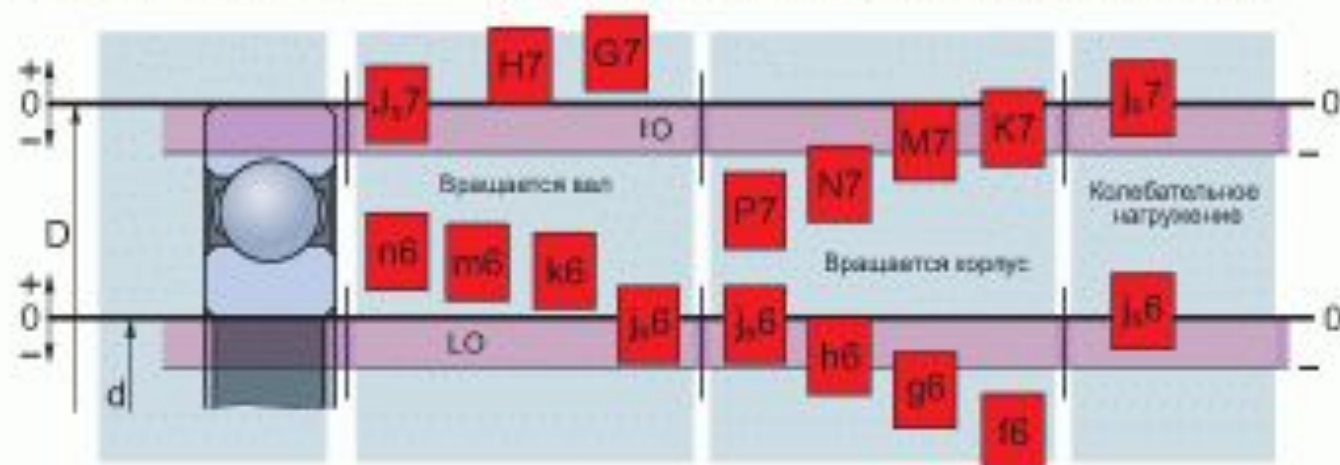 G7
H7
+
Jₛ7
jₛ7
0
0
−
K7
IO
M7
−
N7
Вращается вал
P7
Колебательное
нагружение
D
n6
m6
k6
Вращается корпус
+
jₛ6
jₛ6
jₛ6
0
0
−
LO
h6
−
g6
d
f6